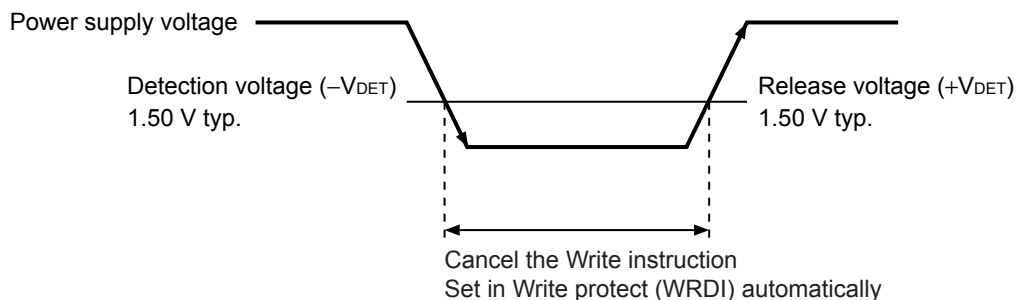 Power supply voltage
Detection voltage (−VDET)
1.50 V typ.
Release voltage (+VDET)
1.50 V typ.
Cancel the Write instruction
Set in Write protect (WRDI) automatically